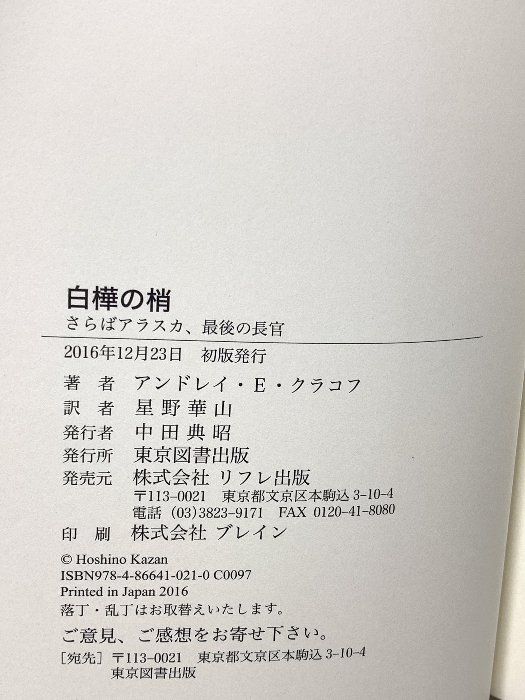 白樺の梢
さらばアラスカ、最後の長官
2016年12月23日 初版発行
著 者 アンドレイ・E・クラコフ
訳 者 星野華山
発行者 中田典昭
発行所 東京図書出版
発売元 株式会社 リフレ出版
〒113-0021 東京都文京区本駒込 3-10-4
電話 (03)3823-9171 FAX 0120-41-8080
印 刷 株式会社 ブレイン
© Hoshino Kazan
ISBN978-4-86641-021-0 C0097
Printed in Japan 2016
落丁・乱丁はお取替えいたします。
ご意見、ご感想をお寄せ下さい。
［宛先］〒113-0021 東京都文京区本駒込 3-10-4
東京図書出版